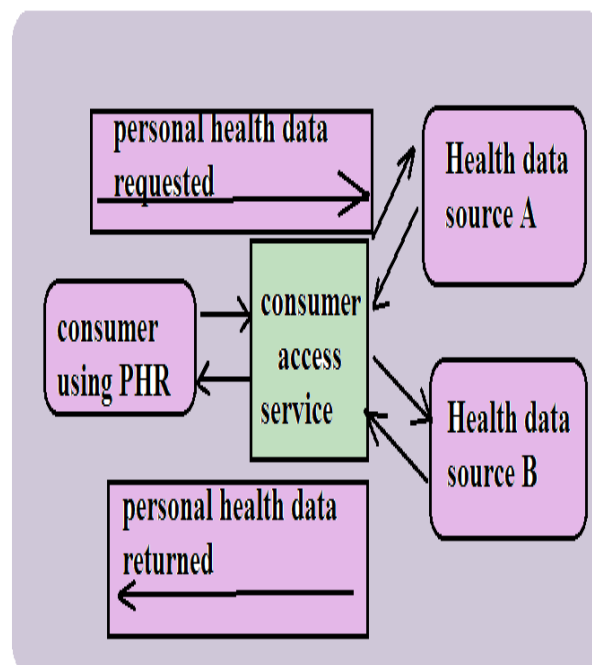 personal health data
requested
Health data
source A
consumer
using PHR
consumer
access
service
Health data
source B
personal health data
returned